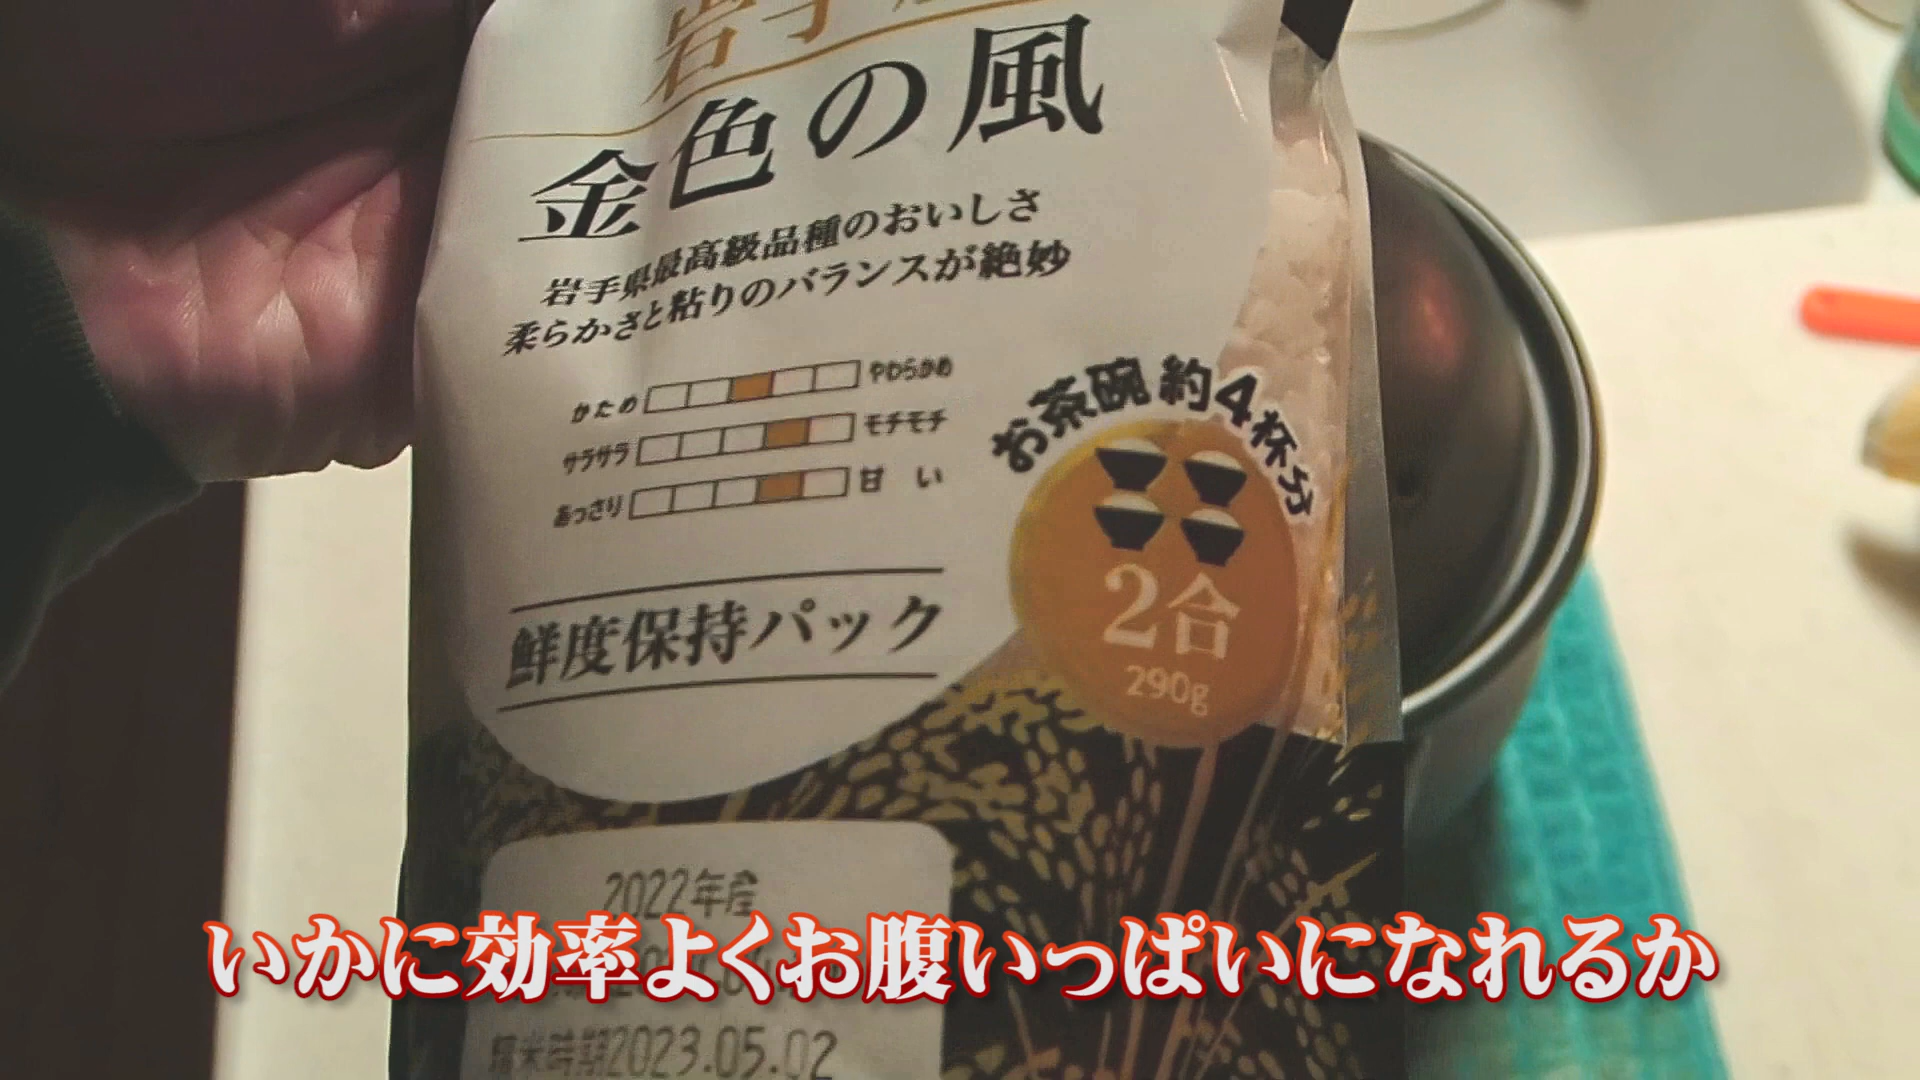 岩手
金色の風
岩手県最高級品種のおいしさ
柔らかさと粘りのバランスが絶妙
かため やわらかめ
サラサラ モチモチ
あっさり 甘い
お茶碗約4杯分
2合
290g
鮮度保持パック
2022年産
いかに効率よくお腹いっぱいになれるか
精米時期2023.05.02